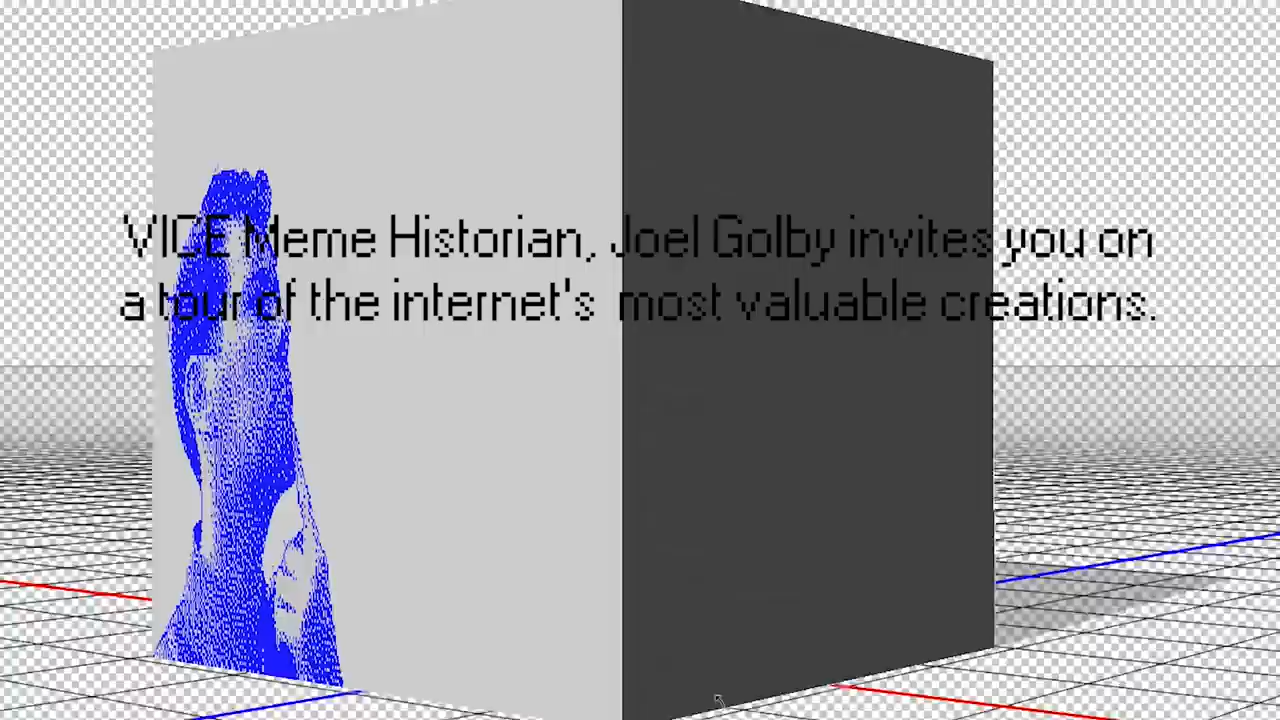 VICE Meme Historian, Joel Golby invites you on
a tour of the internet's most valuable creations.